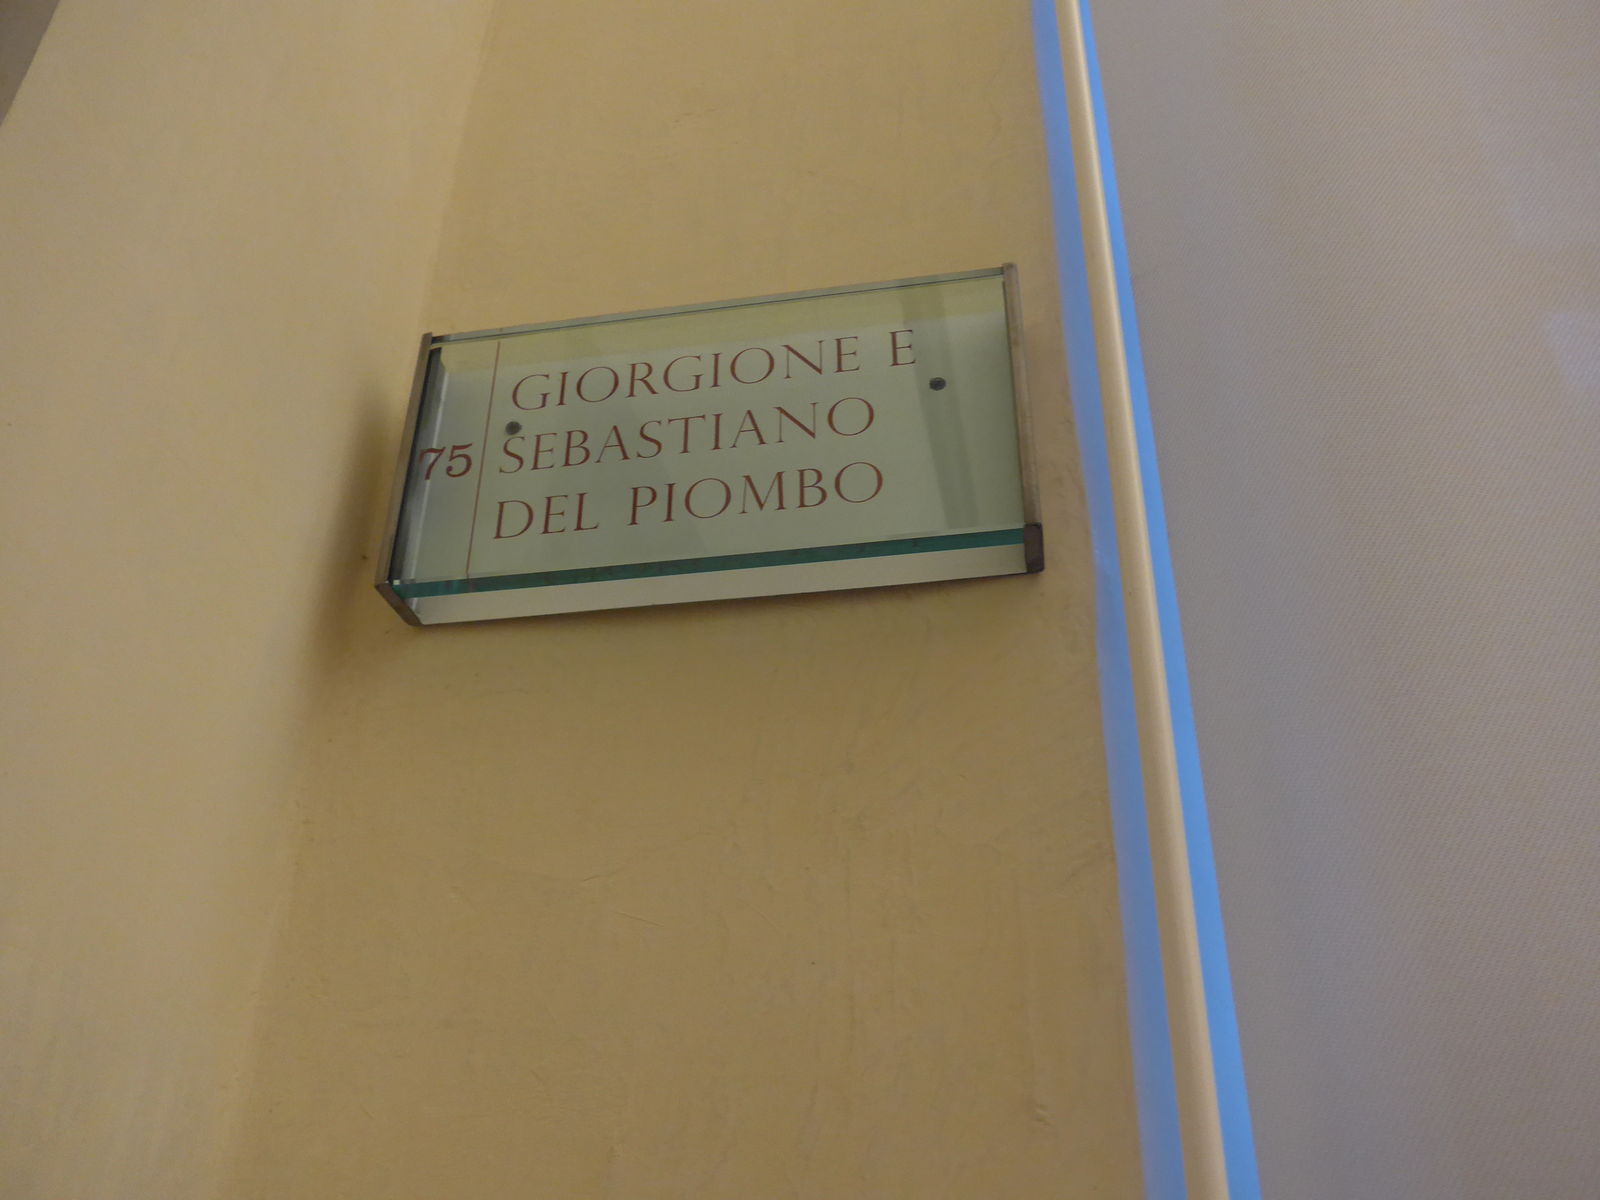 75
GIORGIONE E
SEBASTIANO
DEL PIOMBO